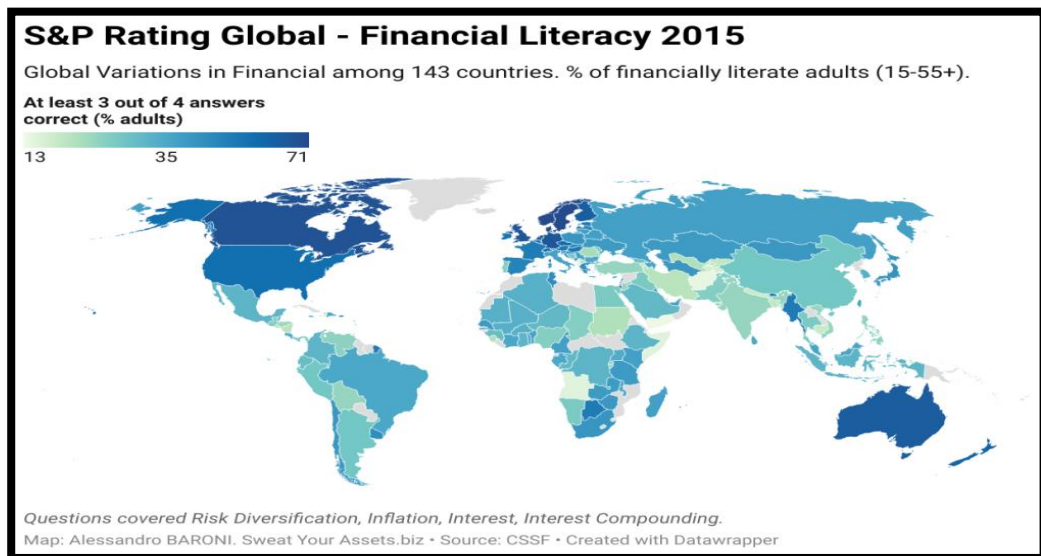 S&P Rating Global - Financial Literacy 2015
Global Variations in Financial among 143 countries. % of financially literate adults (15-55+).
At least 3 out of 4 answers
correct (% adults)
13 35 71
Questions covered Risk Diversification, Inflation, Interest, Interest Compounding.
Map: Alessandro BARONI. Sweat Your Assets.biz • Source: CSSF • Created with Datawrapper